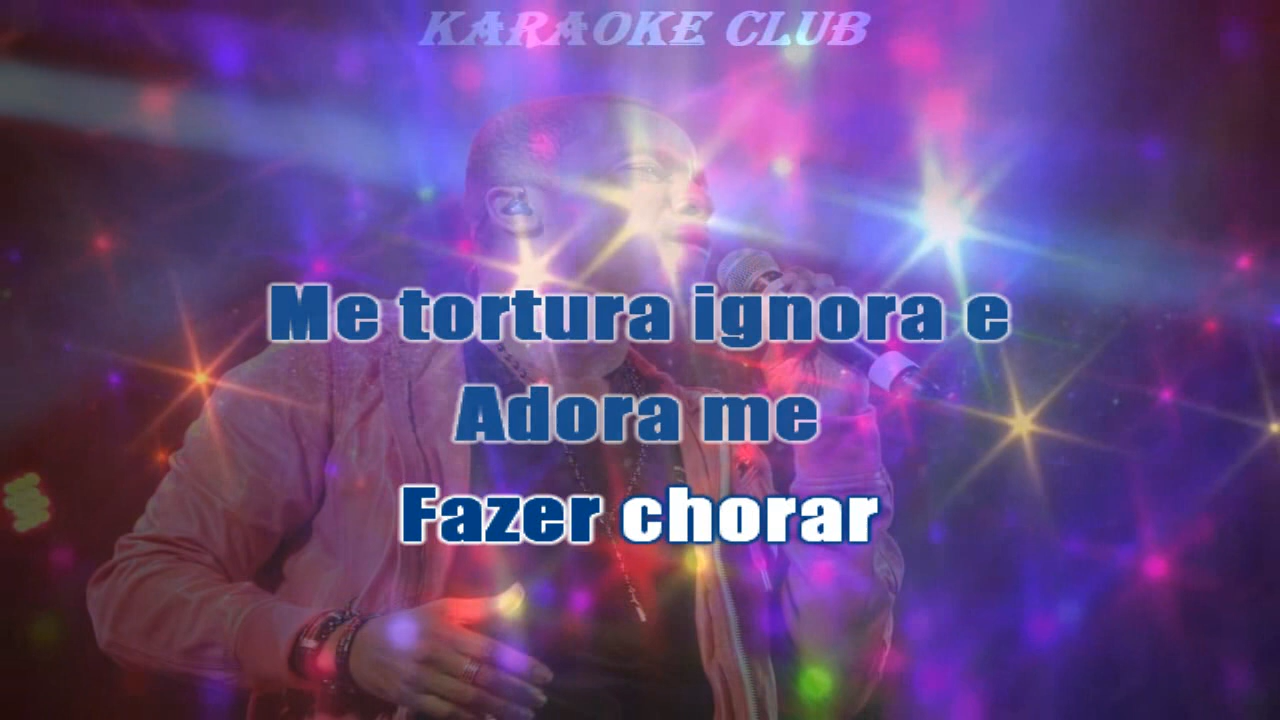 KARAOKE CLUB
Me tortura ignora e
Adora me
Fazer chorar